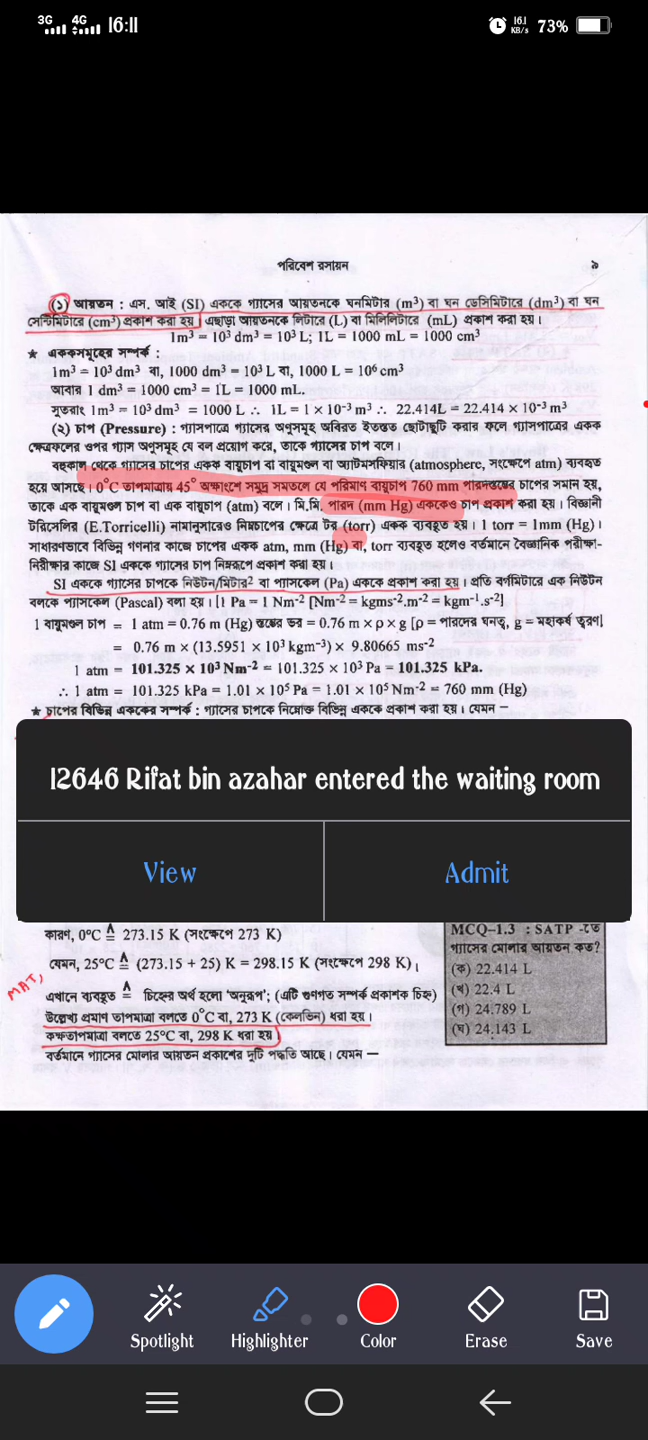 3G 4G 16:11 16.1 KB/s 73%
পরিবেশ রসায়ন ৯
(১) আয়তন : এস. আই (SI) এককে গ্যাসের আয়তনকে ঘনমিটার (m³) বা ঘন ডেসিমিটারে (dm³) বা ঘন
সেন্টিমিটারে (cm³) প্রকাশ করা হয়। এছাড়া আয়তনকে লিটারে (L) বা মিলিলিটারে (mL) প্রকাশ করা হয়।
1m³ = 10³ dm³ = 10³ L; 1L = 1000 mL = 1000 cm³
★ এককসমূহের সম্পর্ক :
1m³ = 10³ dm³ বা, 1000 dm³ = 10³ L বা, 1000 L = 10⁶ cm³
আবার 1 dm³ = 1000 cm³ = 1L = 1000 mL.
সুতরাং 1m³ = 10³ dm³ = 1000 L ∴ 1L = 1 × 10⁻³ m³ ∴ 22.414L = 22.414 × 10⁻³ m³
(২) চাপ (Pressure) : গ্যাসপাত্রে গ্যাসের অণুসমূহ অবিরত ইতস্তত ছোটাছুটি করার ফলে গ্যাসপাত্রের একক
ক্ষেত্রফলের ওপর গ্যাস অণুসমূহ যে বল প্রয়োগ করে, তাকে গ্যাসের চাপ বলে।
বহুকাল থেকে গ্যাসের চাপের একক বায়ুচাপ বা বায়ুমণ্ডল বা অ্যাটমসফিয়ার (atmosphere, সংক্ষেপে atm) ব্যবহৃত
হয়ে আসছে। 0°C তাপমাত্রায় 45° অক্ষাংশে সমুদ্র সমতলে যে পরিমাণ বায়ুচাপ 760 mm পারদস্তম্ভের চাপের সমান হয়,
তাকে এক বায়ুমণ্ডল চাপ বা এক বায়ুচাপ (atm) বলে। মি.মি. পারদ (mm Hg) এককেও চাপ প্রকাশ করা হয়। বিজ্ঞানী
টরিসেলির (E.Torricelli) নামানুসারেও নিম্নচাপের ক্ষেত্রে টর (torr) একক ব্যবহৃত হয়। 1 torr = 1mm (Hg)।
সাধারণভাবে বিভিন্ন গণনার কাজে চাপের একক atm, mm (Hg) বা, torr ব্যবহৃত হলেও বর্তমানে বৈজ্ঞানিক পরীক্ষা-
নিরীক্ষার কাজে SI এককে গ্যাসের চাপ নিম্নরূপে প্রকাশ করা হয়।
SI এককে গ্যাসের চাপকে নিউটন/মিটার² বা প্যাসকেল (Pa) এককে প্রকাশ করা হয়। প্রতি বর্গমিটারে এক নিউটন
বলকে প্যাসকেল (Pascal) বলা হয়। [1 Pa = 1 Nm⁻² [Nm⁻² = kgms⁻².m⁻² = kgm⁻¹.s⁻²]
1 বায়ুমণ্ডল চাপ = 1 atm = 0.76 m (Hg) স্তম্ভের ভর = 0.76 m × ρ × g [ρ = পারদের ঘনত্ব, g = মহাকর্ষ ত্বরণ]
= 0.76 m × (13.5951 × 10³ kgm⁻³) × 9.80665 ms⁻²
1 atm = 101.325 × 10³ Nm⁻² = 101.325 × 10³ Pa = 101.325 kPa.
∴ 1 atm = 101.325 kPa = 1.01 × 10⁵ Pa = 1.01 × 10⁵ Nm⁻² = 760 mm (Hg)
★ চাপের বিভিন্ন এককের সম্পর্ক : গ্যাসের চাপকে নিম্নোক্ত বিভিন্ন এককে প্রকাশ করা হয়। যেমন –
12646 Rifat bin azahar entered the waiting room
View Admit
কারণ, 0°C ≙ 273.15 K (সংক্ষেপে 273 K)
যেমন, 25°C ≙ (273.15 + 25) K = 298.15 K (সংক্ষেপে 298 K)।
MAT,
এখানে ব্যবহৃত ≙ চিহ্নের অর্থ হলো 'অনুরূপ'; (এটি গুণগত সম্পর্ক প্রকাশক চিহ্ন)
উল্লেখ্য প্রমাণ তাপমাত্রা বলতে 0°C বা, 273 K (কেলভিন) ধরা হয়।
কক্ষতাপমাত্রা বলতে 25°C বা, 298 K ধরা হয়।
বর্তমানে গ্যাসের মোলার আয়তন প্রকাশের দুটি পদ্ধতি আছে। যেমন —
MCQ-1.3 : SATP -তে
গ্যাসের মোলার আয়তন কত?
(ক) 22.414 L
(খ) 22.4 L
(গ) 24.789 L
(ঘ) 24.143 L
Spotlight Highlighter Color Erase Save